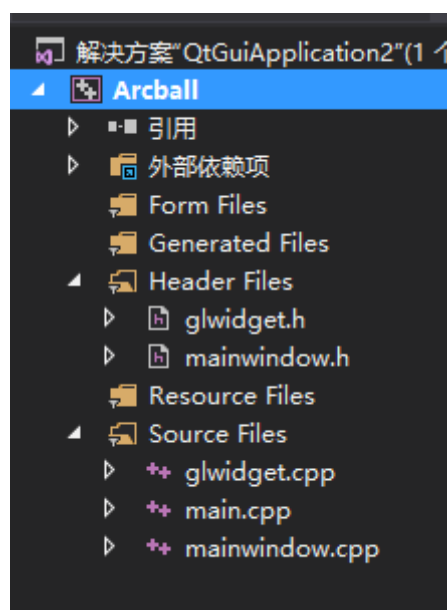 解决方案"QtGuiApplication2"(1 个
Arcball
引用
外部依赖项
Form Files
Generated Files
Header Files
glwidget.h
mainwindow.h
Resource Files
Source Files
glwidget.cpp
main.cpp
mainwindow.cpp